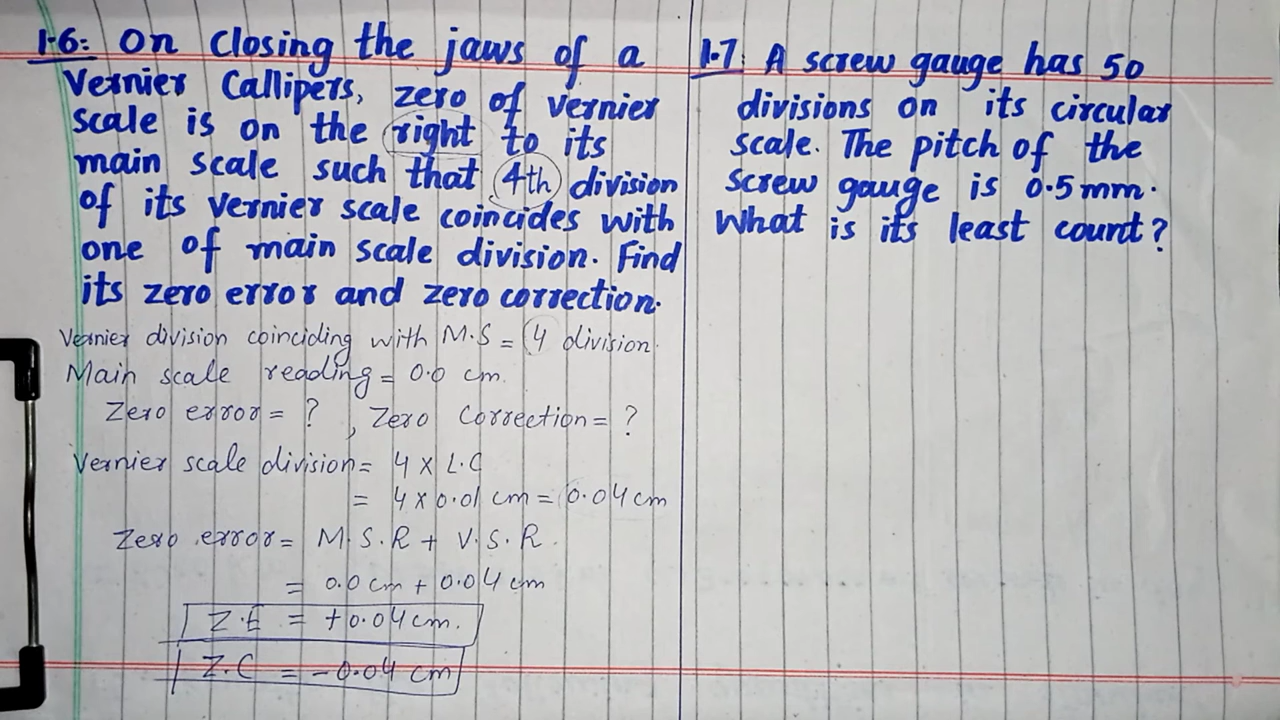 1.6: On closing the jaws of a
Vernier Callipers, zero of vernier
scale is on the right to its
main scale such that 4th division
of its vernier scale coincides with
one of main scale division. Find
its zero error and zero correction.
Vernier division coinciding with M.S = 4 division.
Main scale reading = 0.0 cm.
Zero error = ? , Zero Correction = ?
Vernier scale division = 4 x L.C
= 4 x 0.01 cm = 0.04 cm
Zero error = M.S.R + V.S.R.
= 0.0 cm + 0.04 cm
Z.E = +0.04 cm.
Z.C = -0.04 cm
1.7: A screw gauge has 50
divisions on its circular
scale. The pitch of the
screw gauge is 0.5 mm.
What is its least count?